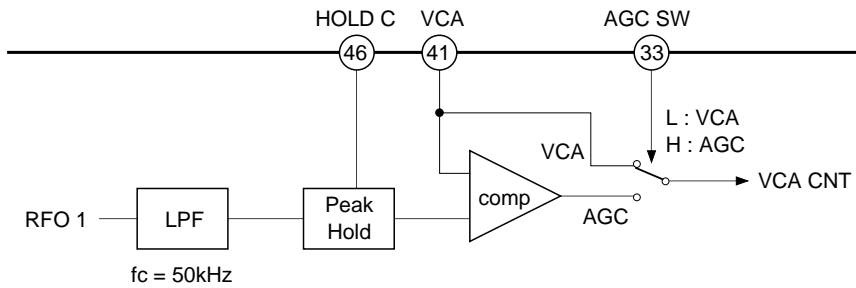 HOLD C
VCA
AGC SW
46
41
33
L : VCA
H : AGC
VCA
VCA CNT
comp
AGC
RFO 1
LPF
Peak
Hold
fc = 50kHz